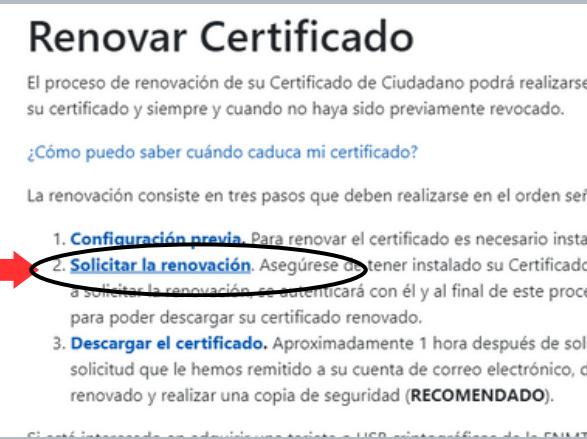 Renovar Certificado
El proceso de renovación de su Certificado de Ciudadano podrá realizarse
su certificado y siempre y cuando no haya sido previamente revocado.
¿Cómo puedo saber cuándo caduca mi certificado?
La renovación consiste en tres pasos que deben realizarse en el orden
1. Configuración previa. Para renovar el certificado es necesario
2. Solicitar la renovación. Asegúrese de tener instalado su Certificado
a solicitar la renovación, se autenticará con él y al final de este
para poder descargar su certificado renovado.
3. Descargar el certificado. Aproximadamente 1 hora después de
solicitud que le hemos remitido a su cuenta de correo electrónico,
renovado y realizar una copia de seguridad (RECOMENDADO).